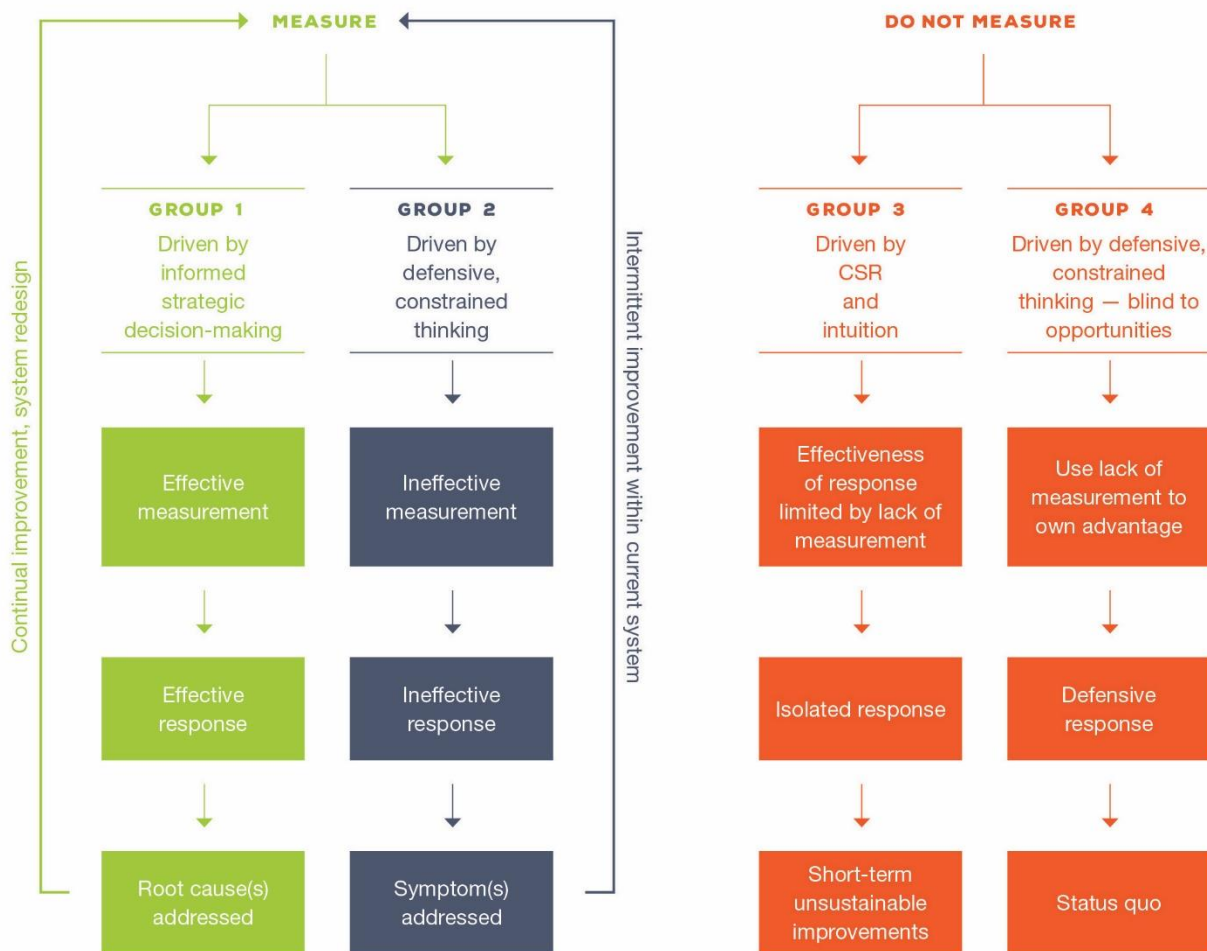 MEASURE
DO NOT MEASURE
Continual improvement, system redesign
GROUP 1
Driven by
informed
strategic
decision-making
Effective
measurement
Effective
response
Root cause(s)
addressed
GROUP 2
Driven by
defensive,
constrained
thinking
Ineffective
measurement
Ineffective
response
Symptom(s)
addressed
Intermittent improvement within current system
GROUP 3
Driven by
CSR
and
intuition
Effectiveness
of response
limited by lack of
measurement
Isolated response
Short-term
unsustainable
improvements
GROUP 4
Driven by defensive,
constrained
thinking — blind to
opportunities
Use lack of
measurement to
own advantage
Defensive
response
Status quo